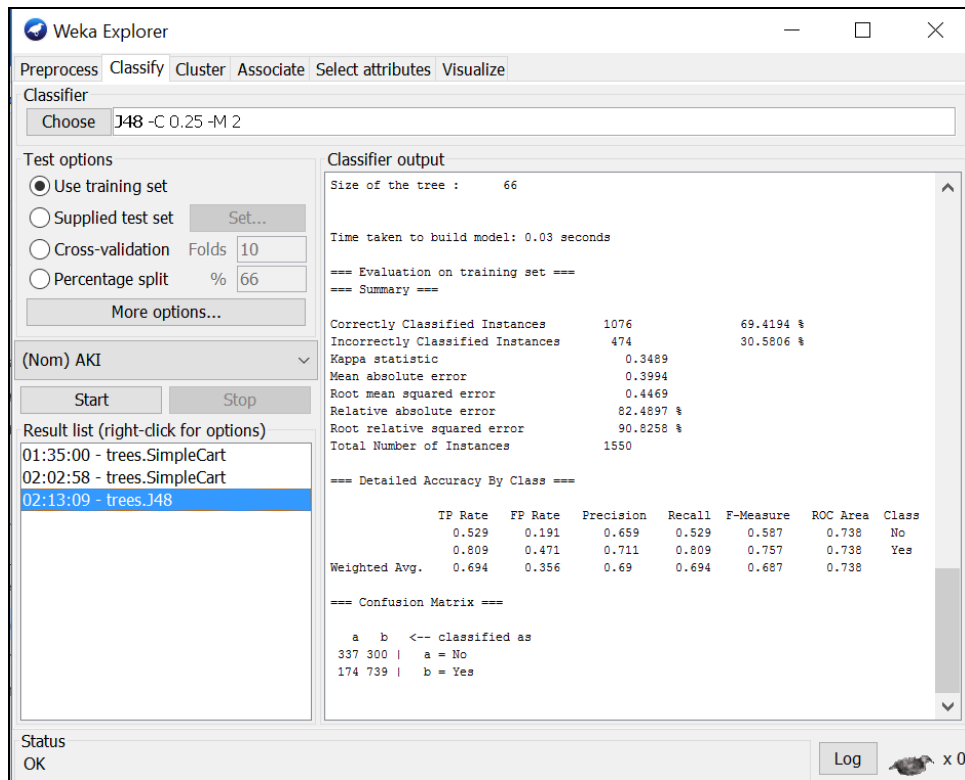 Weka Explorer
Preprocess Classify Cluster Associate Select attributes Visualize
Classifier
Choose J48 -C 0.25 -M 2
Test options
Use training set
Supplied test set Set...
Cross-validation Folds 10
Percentage split % 66
More options...
(Nom) AKI
Start Stop
Result list (right-click for options)
01:35:00 - trees.SimpleCart
02:02:58 - trees.SimpleCart
02:13:09 - trees.J48
Classifier output
Size of the tree : 66
Time taken to build model: 0.03 seconds
=== Evaluation on training set ===
=== Summary ===
Correctly Classified Instances 1076 69.4194 %
Incorrectly Classified Instances 474 30.5806 %
Kappa statistic 0.3489
Mean absolute error 0.3994
Root mean squared error 0.4469
Relative absolute error 82.4897 %
Root relative squared error 90.8258 %
Total Number of Instances 1550
=== Detailed Accuracy By Class ===
TP Rate FP Rate Precision Recall F-Measure ROC Area Class
0.529 0.191 0.659 0.529 0.587 0.738 No
0.809 0.471 0.711 0.809 0.757 0.738 Yes
Weighted Avg. 0.694 0.356 0.69 0.694 0.687 0.738
=== Confusion Matrix ===
a b <-- classified as
337 300 | a = No
174 739 | b = Yes
Status
OK
Log
x 0